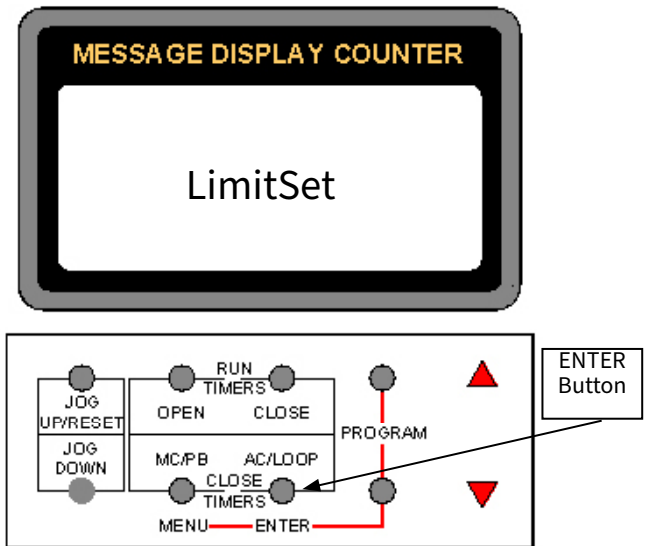 MESSAGE DISPLAY COUNTER
LimitSet
RUN
TIMERS
JOG
UP/RESET
OPEN CLOSE
JOG
DOWN
PROGRAM
MC/PB AC/LOOP
CLOSE
TIMERS
MENU ENTER
ENTER
Button